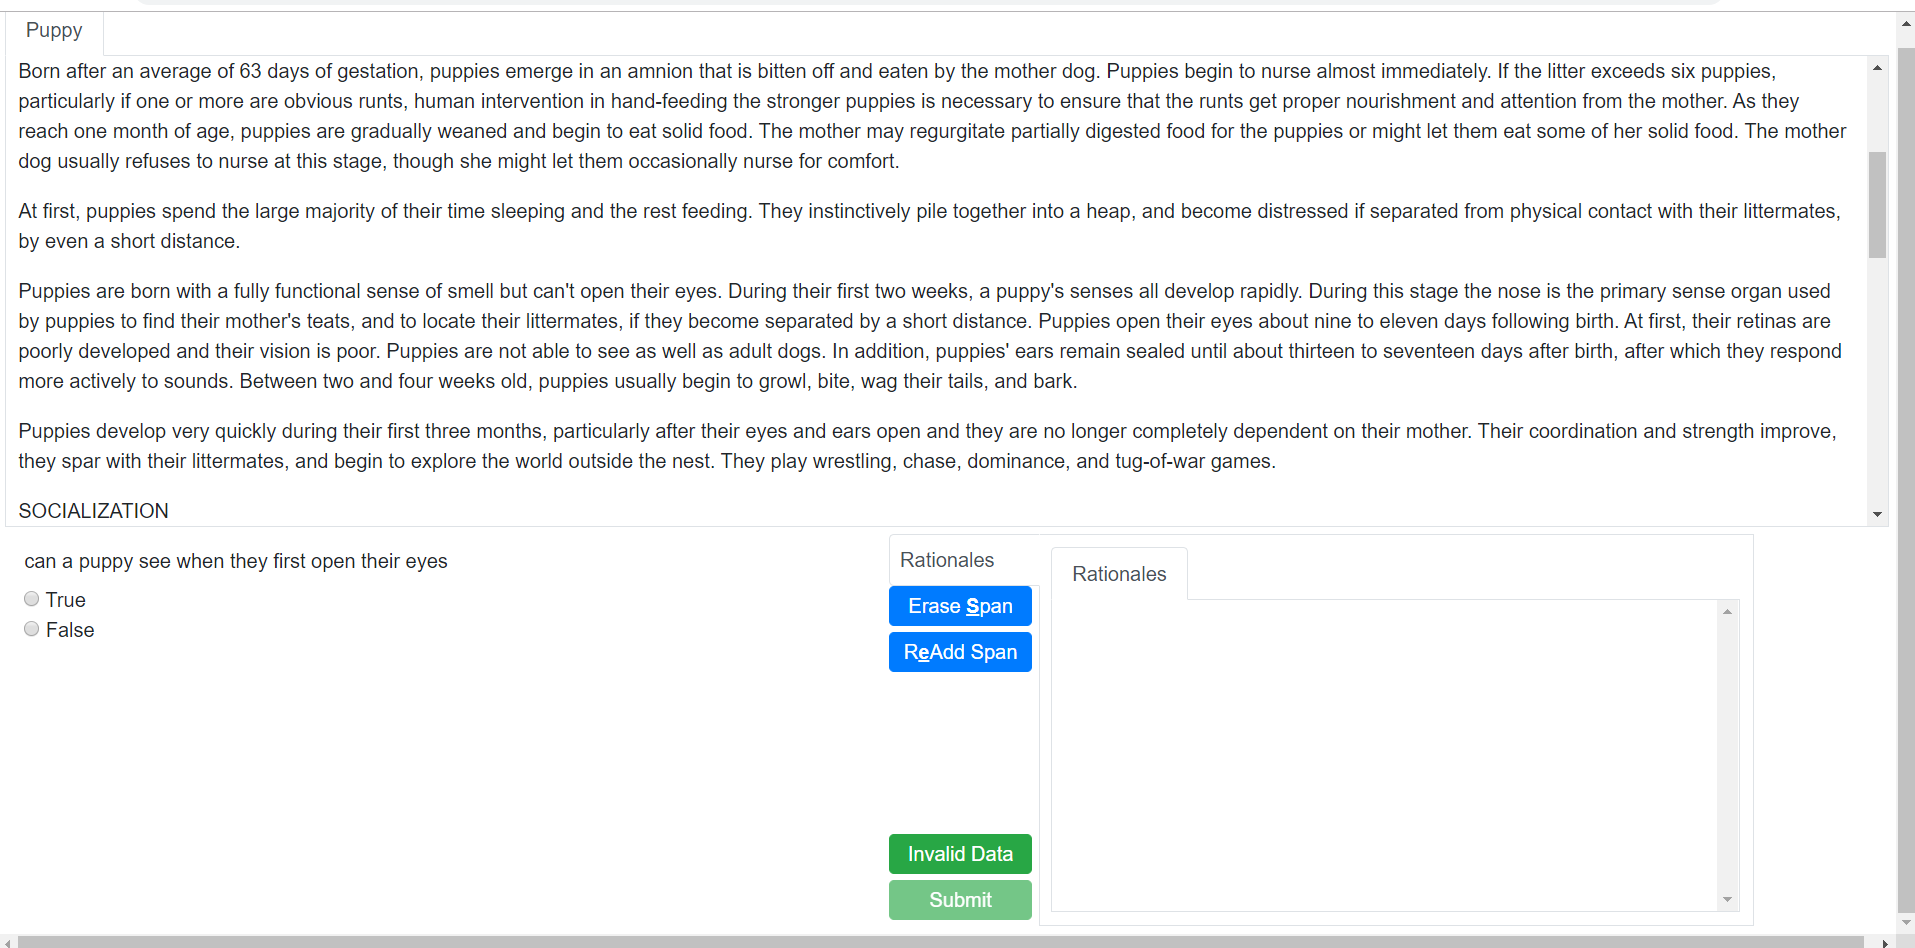 Puppy
Born after an average of 63 days of gestation, puppies emerge in an amnion that is bitten off and eaten by the mother dog. Puppies begin to nurse almost immediately. If the litter exceeds six puppies,
particularly if one or more are obvious runts, human intervention in hand-feeding the stronger puppies is necessary to ensure that the runts get proper nourishment and attention from the mother. As they
reach one month of age, puppies are gradually weaned and begin to eat solid food. The mother may regurgitate partially digested food for the puppies or might let them eat some of her solid food. The mother
dog usually refuses to nurse at this stage, though she might let them occasionally nurse for comfort.
At first, puppies spend the large majority of their time sleeping and the rest feeding. They instinctively pile together into a heap, and become distressed if separated from physical contact with their littermates,
by even a short distance.
Puppies are born with a fully functional sense of smell but can't open their eyes. During their first two weeks, a puppy's senses all develop rapidly. During this stage the nose is the primary sense organ used
by puppies to find their mother's teats, and to locate their littermates, if they become separated by a short distance. Puppies open their eyes about nine to eleven days following birth. At first, their retinas are
poorly developed and their vision is poor. Puppies are not able to see as well as adult dogs. In addition, puppies' ears remain sealed until about thirteen to seventeen days after birth, after which they respond
more actively to sounds. Between two and four weeks old, puppies usually begin to growl, bite, wag their tails, and bark.
Puppies develop very quickly during their first three months, particularly after their eyes and ears open and they are no longer completely dependent on their mother. Their coordination and strength improve,
they spar with their littermates, and begin to explore the world outside the nest. They play wrestling, chase, dominance, and tug-of-war games.
SOCIALIZATION
can a puppy see when they first open their eyes
True
False
Rationales
Erase Span
ReAdd Span
Invalid Data
Submit
Rationales